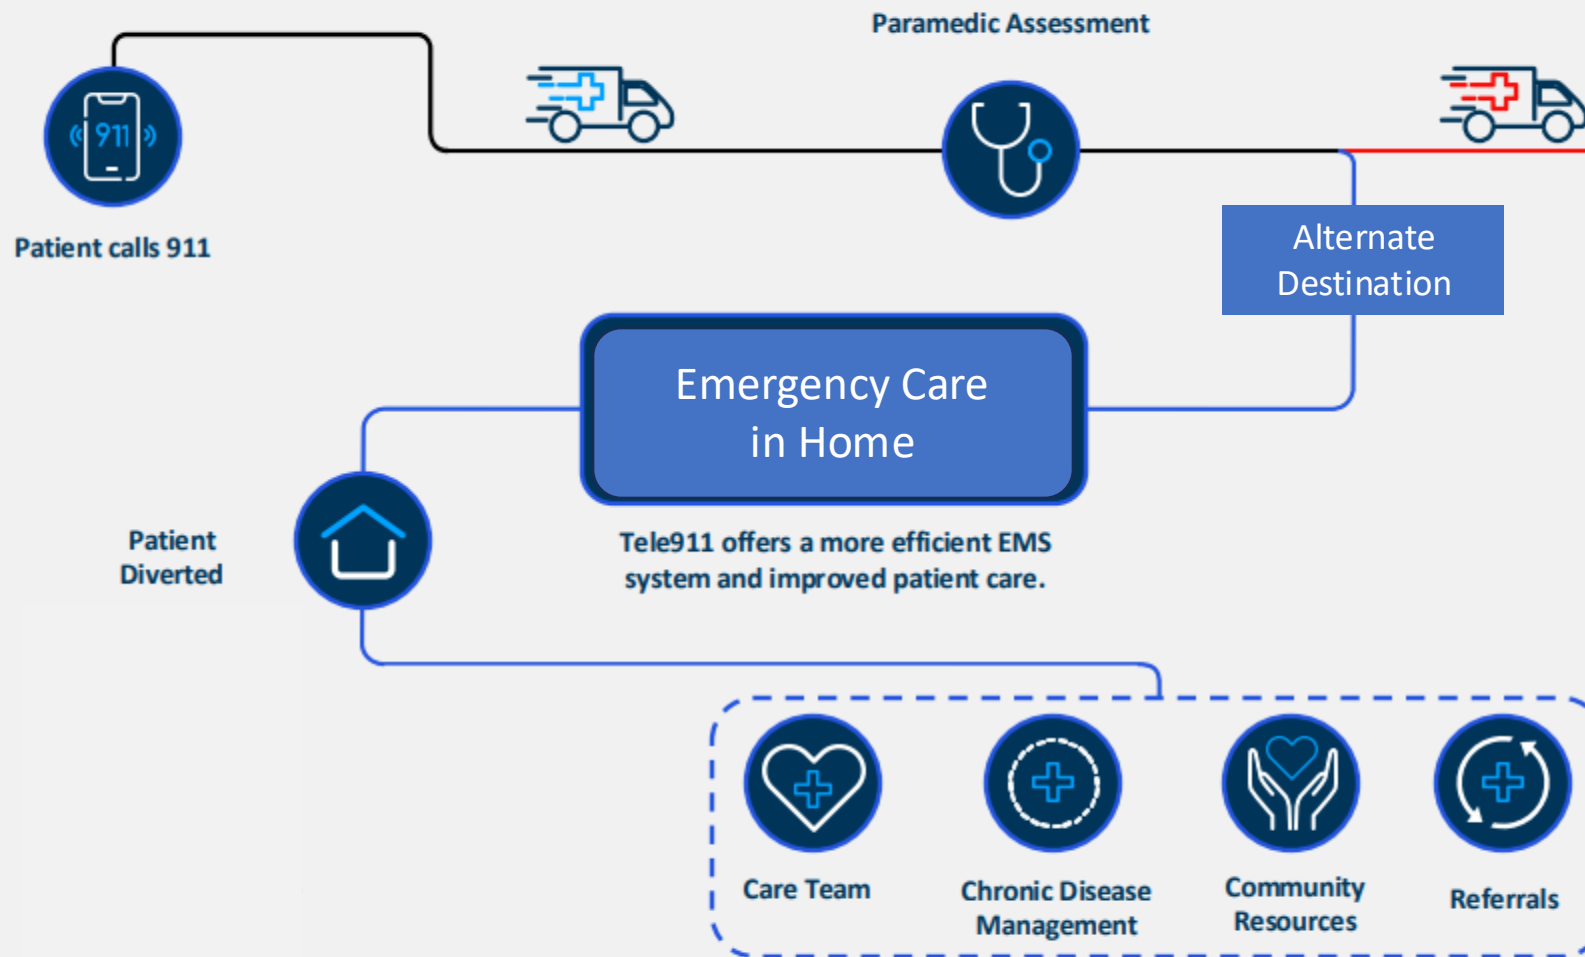 Paramedic Assessment
911
Patient calls 911
Alternate
Destination
Emergency Care
in Home
Patient
Diverted
Tele911 offers a more efficient EMS
system and improved patient care.
Care Team
Chronic Disease
Management
Community
Resources
Referrals